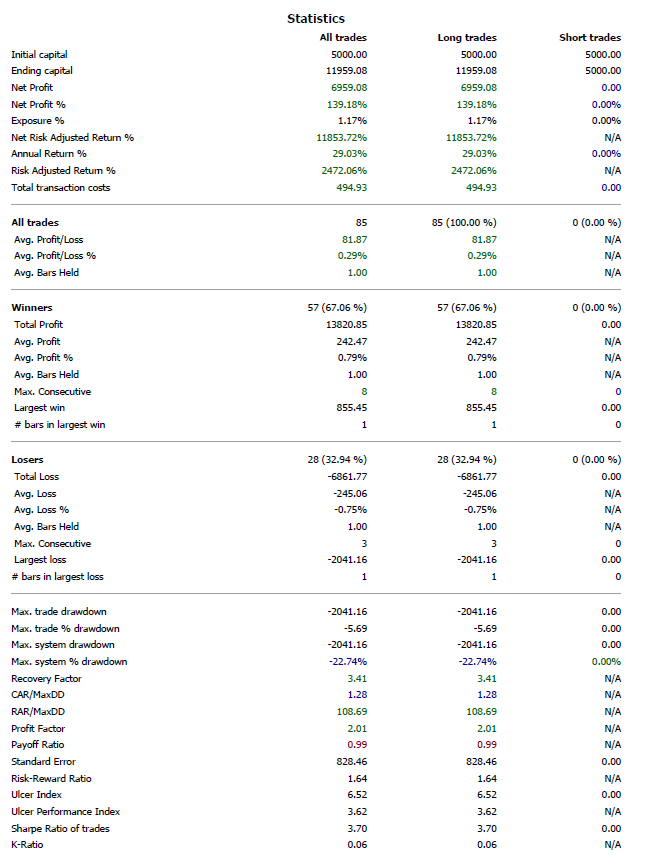 Statistics
All trades Long trades Short trades
Initial capital 5000.00 5000.00 5000.00
Ending capital 11959.08 11959.08 5000.00
Net Profit 6959.08 6959.08 0.00
Net Profit % 139.18% 139.18% 0.00%
Exposure % 1.17% 1.17% 0.00%
Net Risk Adjusted Return % 11853.72% 11853.72% N/A
Annual Return % 29.03% 29.03% 0.00%
Risk Adjusted Return % 2472.06% 2472.06% N/A
Total transaction costs 494.93 494.93 0.00
All trades 85 85 (100.00 %) 0 (0.00 %)
Avg. Profit/Loss 81.87 81.87 N/A
Avg. Profit/Loss % 0.29% 0.29% N/A
Avg. Bars Held 1.00 1.00 N/A
Winners 57 (67.06 %) 57 (67.06 %) 0 (0.00 %)
Total Profit 13820.85 13820.85 0.00
Avg. Profit 242.47 242.47 N/A
Avg. Profit % 0.79% 0.79% N/A
Avg. Bars Held 1.00 1.00 N/A
Max. Consecutive 8 8 0
Largest win 855.45 855.45 0.00
# bars in largest win 1 1 0
Losers 28 (32.94 %) 28 (32.94 %) 0 (0.00 %)
Total Loss -6861.77 -6861.77 0.00
Avg. Loss -245.06 -245.06 N/A
Avg. Loss % -0.75% -0.75% N/A
Avg. Bars Held 1.00 1.00 N/A
Max. Consecutive 3 3 0
Largest loss -2041.16 -2041.16 0.00
# bars in largest loss 1 1 0
Max. trade drawdown -2041.16 -2041.16 0.00
Max. trade % drawdown -5.69 -5.69 0.00
Max. system drawdown -2041.16 -2041.16 0.00
Max. system % drawdown -22.74% -22.74% 0.00%
Recovery Factor 3.41 3.41 N/A
CAR/MaxDD 1.28 1.28 N/A
RAR/MaxDD 108.69 108.69 N/A
Profit Factor 2.01 2.01 N/A
Payoff Ratio 0.99 0.99 N/A
Standard Error 828.46 828.46 0.00
Risk-Reward Ratio 1.64 1.64 N/A
Ulcer Index 6.52 6.52 0.00
Ulcer Performance Index 3.62 3.62 N/A
Sharpe Ratio of trades 3.70 3.70 0.00
K-Ratio 0.06 0.06 N/A